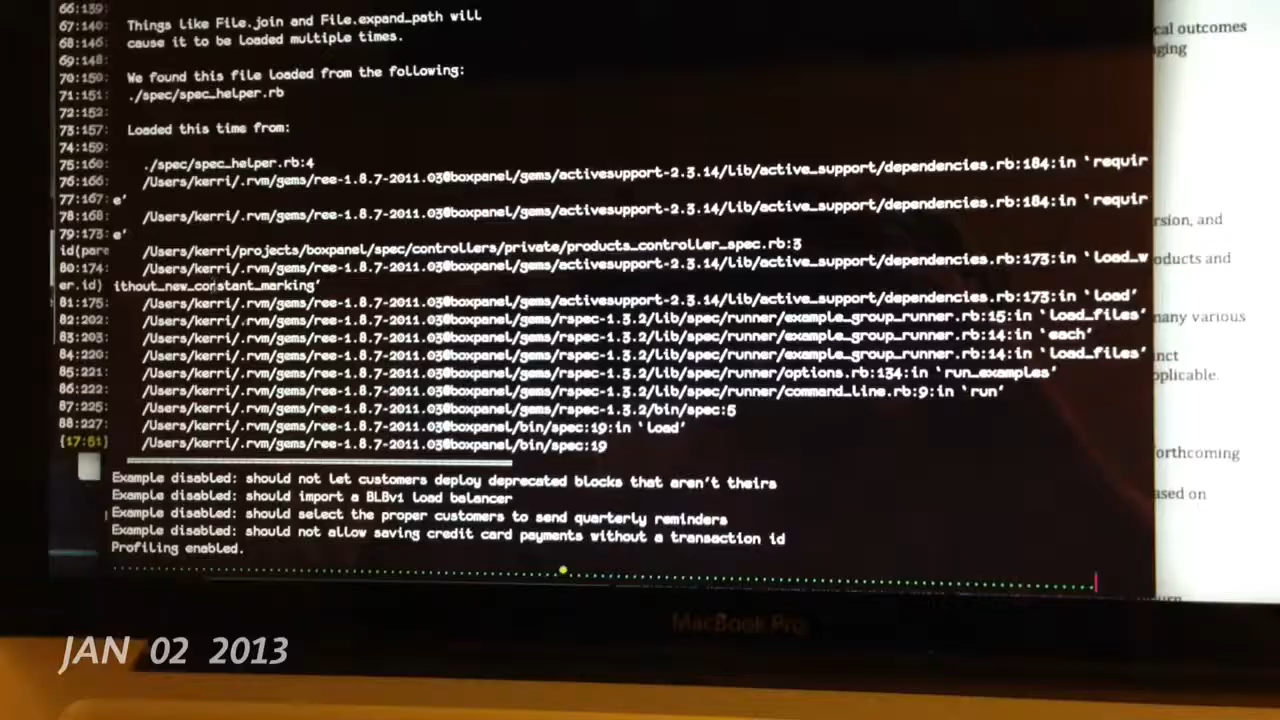 66:139:
67:140: Things like File.join and File.expand_path will
68:146: cause it to be loaded multiple times.
69:148:
70:150: We found this file loaded from the following:
71:151: ./spec/spec_helper.rb
72:152:
73:157: Loaded this time from:
74:159:
75:160: ./spec/spec_helper.rb:4
76:166: /Users/kerri/.rvm/gems/ree-1.8.7-2011.03@boxpanel/gems/activesupport-2.3.14/lib/active_support/dependencies.rb:184:in `requir
77:167: e'
78:168: /Users/kerri/.rvm/gems/ree-1.8.7-2011.03@boxpanel/gems/activesupport-2.3.14/lib/active_support/dependencies.rb:184:in `requir
79:173: e'
id(pare /Users/kerri/projects/boxpanel/spec/controllers/private/products_controller_spec.rb:3
80:174: /Users/kerri/.rvm/gems/ree-1.8.7-2011.03@boxpanel/gems/activesupport-2.3.14/lib/active_support/dependencies.rb:173:in `load_w
er.id) ithout_new_constant_marking'
81:175: /Users/kerri/.rvm/gems/ree-1.8.7-2011.03@boxpanel/gems/activesupport-2.3.14/lib/active_support/dependencies.rb:173:in `load'
82:202: /Users/kerri/.rvm/gems/ree-1.8.7-2011.03@boxpanel/gems/rspec-1.3.2/lib/spec/runner/example_group_runner.rb:15:in `load_files'
83:203: /Users/kerri/.rvm/gems/ree-1.8.7-2011.03@boxpanel/gems/rspec-1.3.2/lib/spec/runner/example_group_runner.rb:14:in `each'
84:220: /Users/kerri/.rvm/gems/ree-1.8.7-2011.03@boxpanel/gems/rspec-1.3.2/lib/spec/runner/example_group_runner.rb:14:in `load_files'
85:221: /Users/kerri/.rvm/gems/ree-1.8.7-2011.03@boxpanel/gems/rspec-1.3.2/lib/spec/runner/options.rb:134:in `run_examples'
86:222: /Users/kerri/.rvm/gems/ree-1.8.7-2011.03@boxpanel/gems/rspec-1.3.2/lib/spec/runner/command_line.rb:9:in `run'
87:225: /Users/kerri/.rvm/gems/ree-1.8.7-2011.03@boxpanel/gems/rspec-1.3.2/bin/spec:5
88:227: /Users/kerri/.rvm/gems/ree-1.8.7-2011.03@boxpanel/bin/spec:19:in `load'
[17:51] /Users/kerri/.rvm/gems/ree-1.8.7-2011.03@boxpanel/bin/spec:19
Example disabled: should not let customers deploy deprecated blocks that aren't theirs
Example disabled: should import a BLBv1 load balancer
Example disabled: should select the proper customers to send quarterly reminders
Example disabled: should not allow saving credit card payments without a transaction id
Profiling enabled.
cal outcomes
ging
rsion, and
oducts and
many various
nct
plicable.
orthcoming
ased on
MacBook Pro
JAN 02 2013